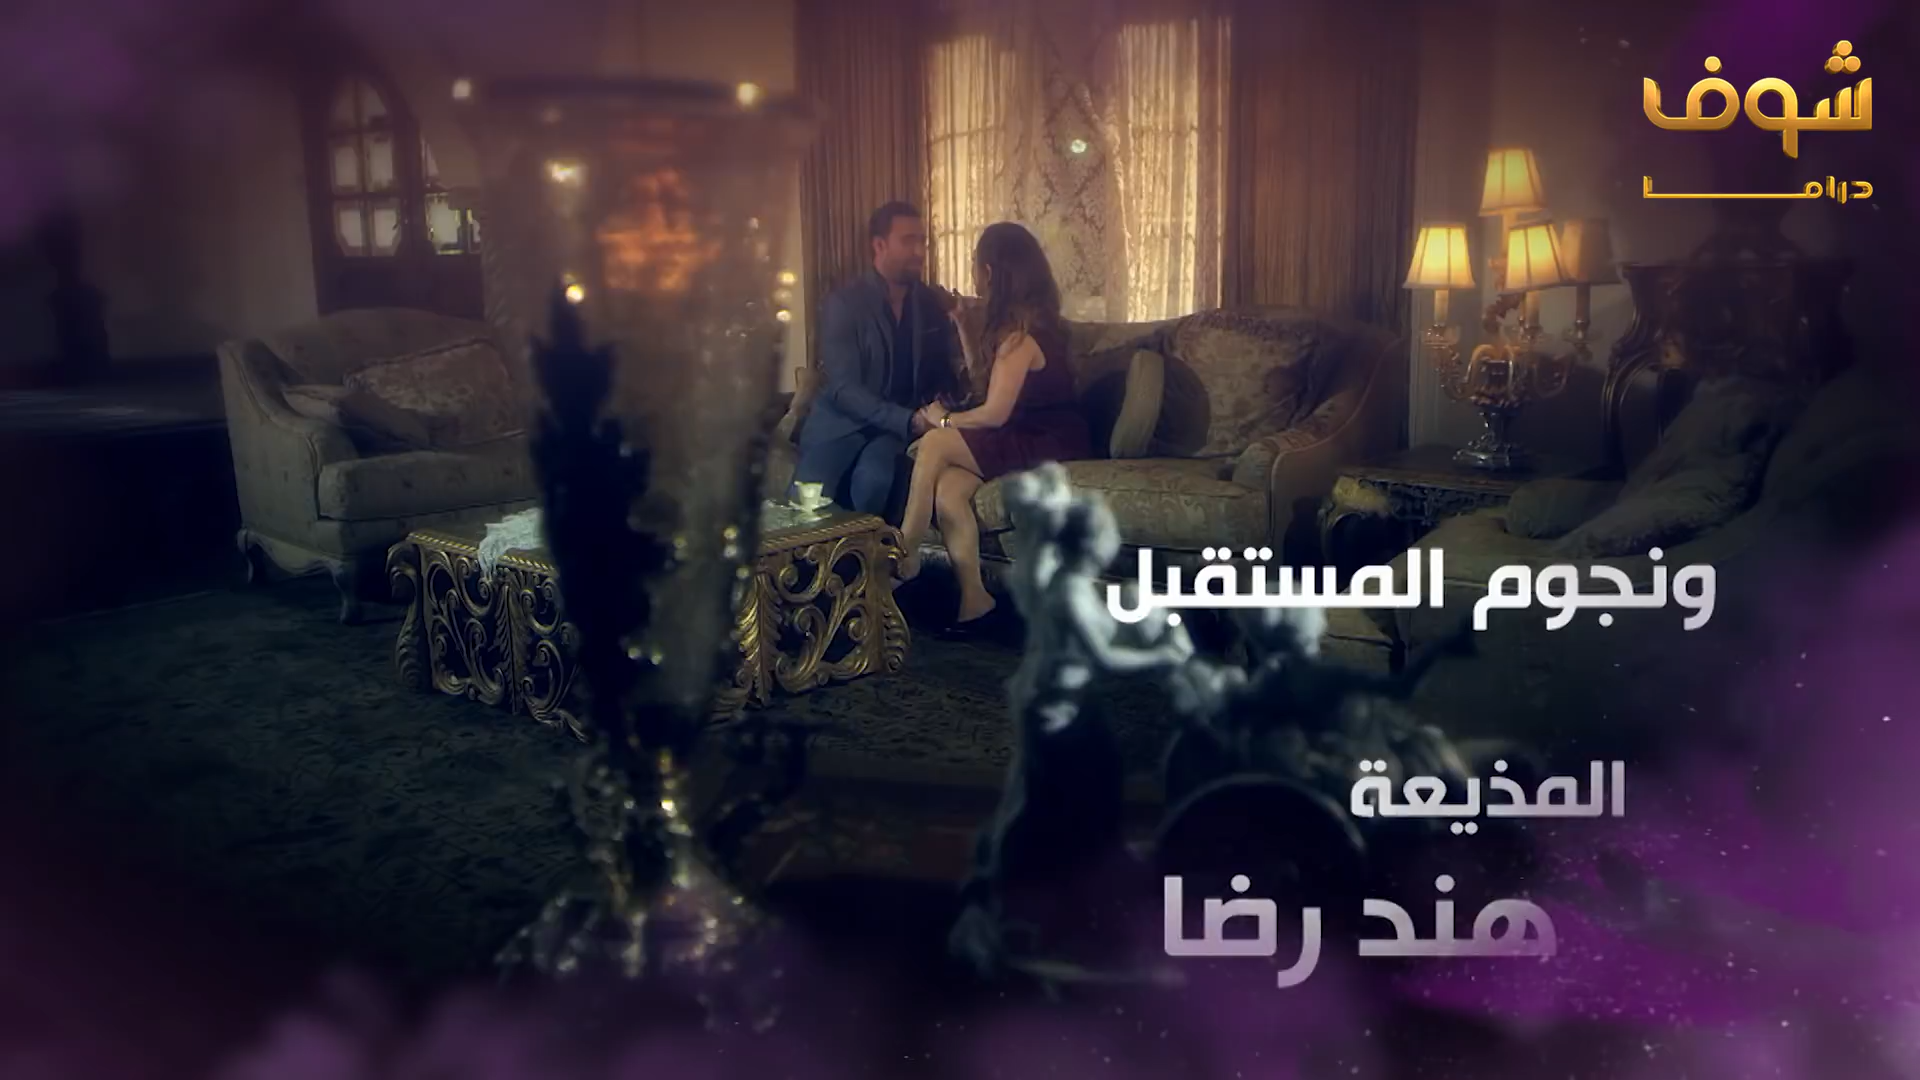 شوف
دراما
ونجوم المستقبل
المذيعة
هند رضا